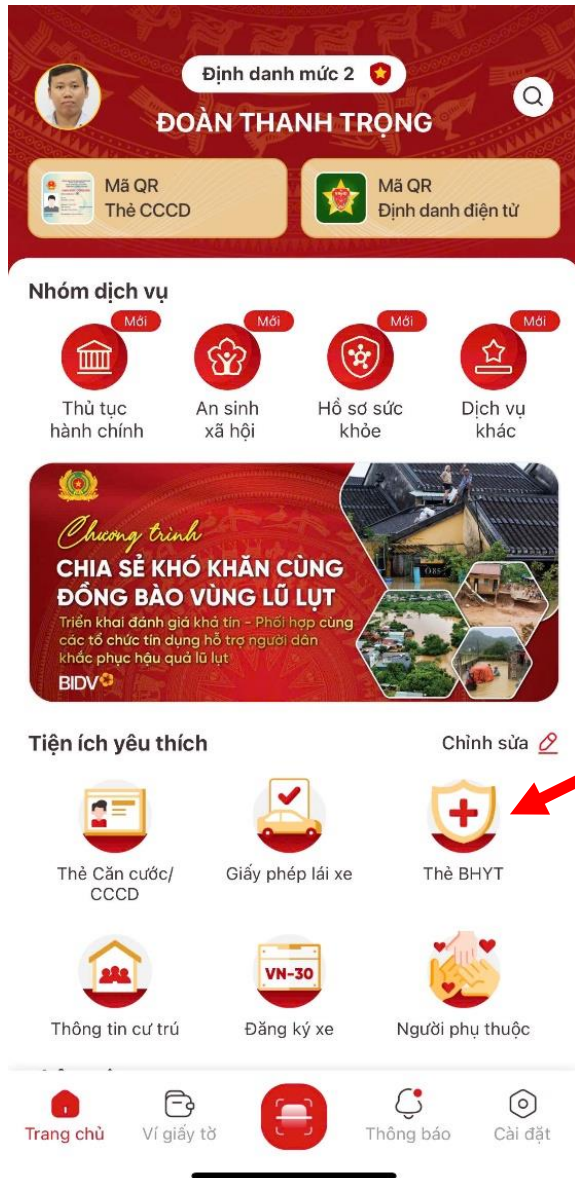 Định danh mức 2
ĐOÀN THANH TRỌNG
Mã QR
Thẻ CCCD
Mã QR
Định danh điện tử
Nhóm dịch vụ
Mới
Mới
Mới
Mới
Thủ tục
hành chính
An sinh
xã hội
Hồ sơ sức
khỏe
Dịch vụ
khác
Chương trình
CHIA SẺ KHÓ KHĂN CÙNG
ĐỒNG BÀO VÙNG LŨ LỤT
Triển khai đánh giá khả tín - Phối hợp cùng
các tổ chức tín dụng hỗ trợ người dân
khắc phục hậu quả lũ lụt
BIDV
Tiện ích yêu thích
Chỉnh sửa
Thẻ Căn cước/
CCCD
Giấy phép lái xe
Thẻ BHYT
VN-30
Thông tin cư trú
Đăng ký xe
Người phụ thuộc
Trang chủ
Ví giấy tờ
Thông báo
Cài đặt